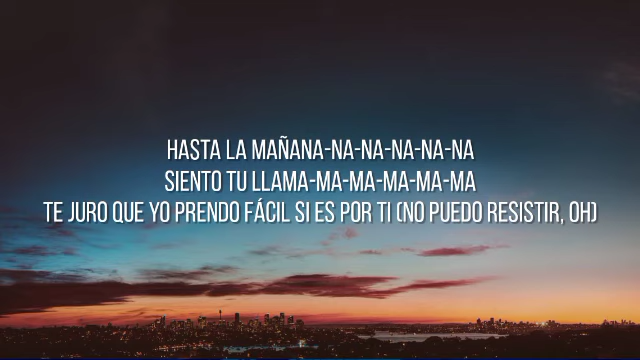 HASTA LA MAÑANA-NA-NA-NA-NA-NA
SIENTO TU LLAMA-MA-MA-MA-MA-MA
TE JURO QUE YO PRENDO FÁCIL SI ES POR TI (NO PUEDO RESISTIR, OH)